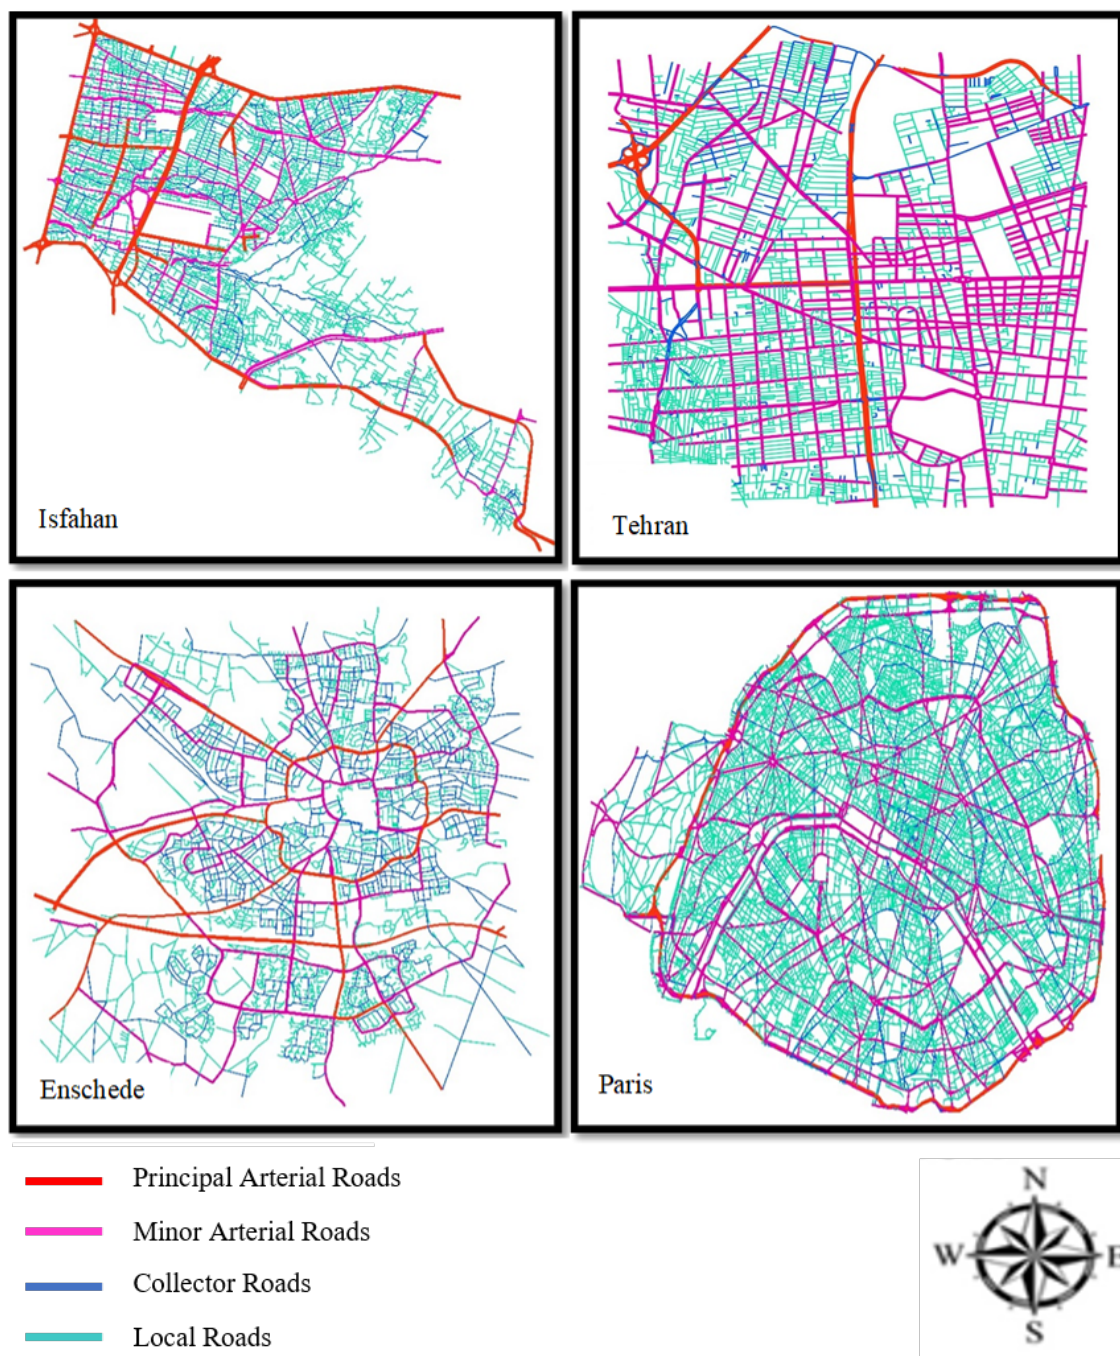 Isfahan
Tehran
Enschede
Paris
Principal Arterial Roads
Minor Arterial Roads
Collector Roads
Local Roads
N
W E
S